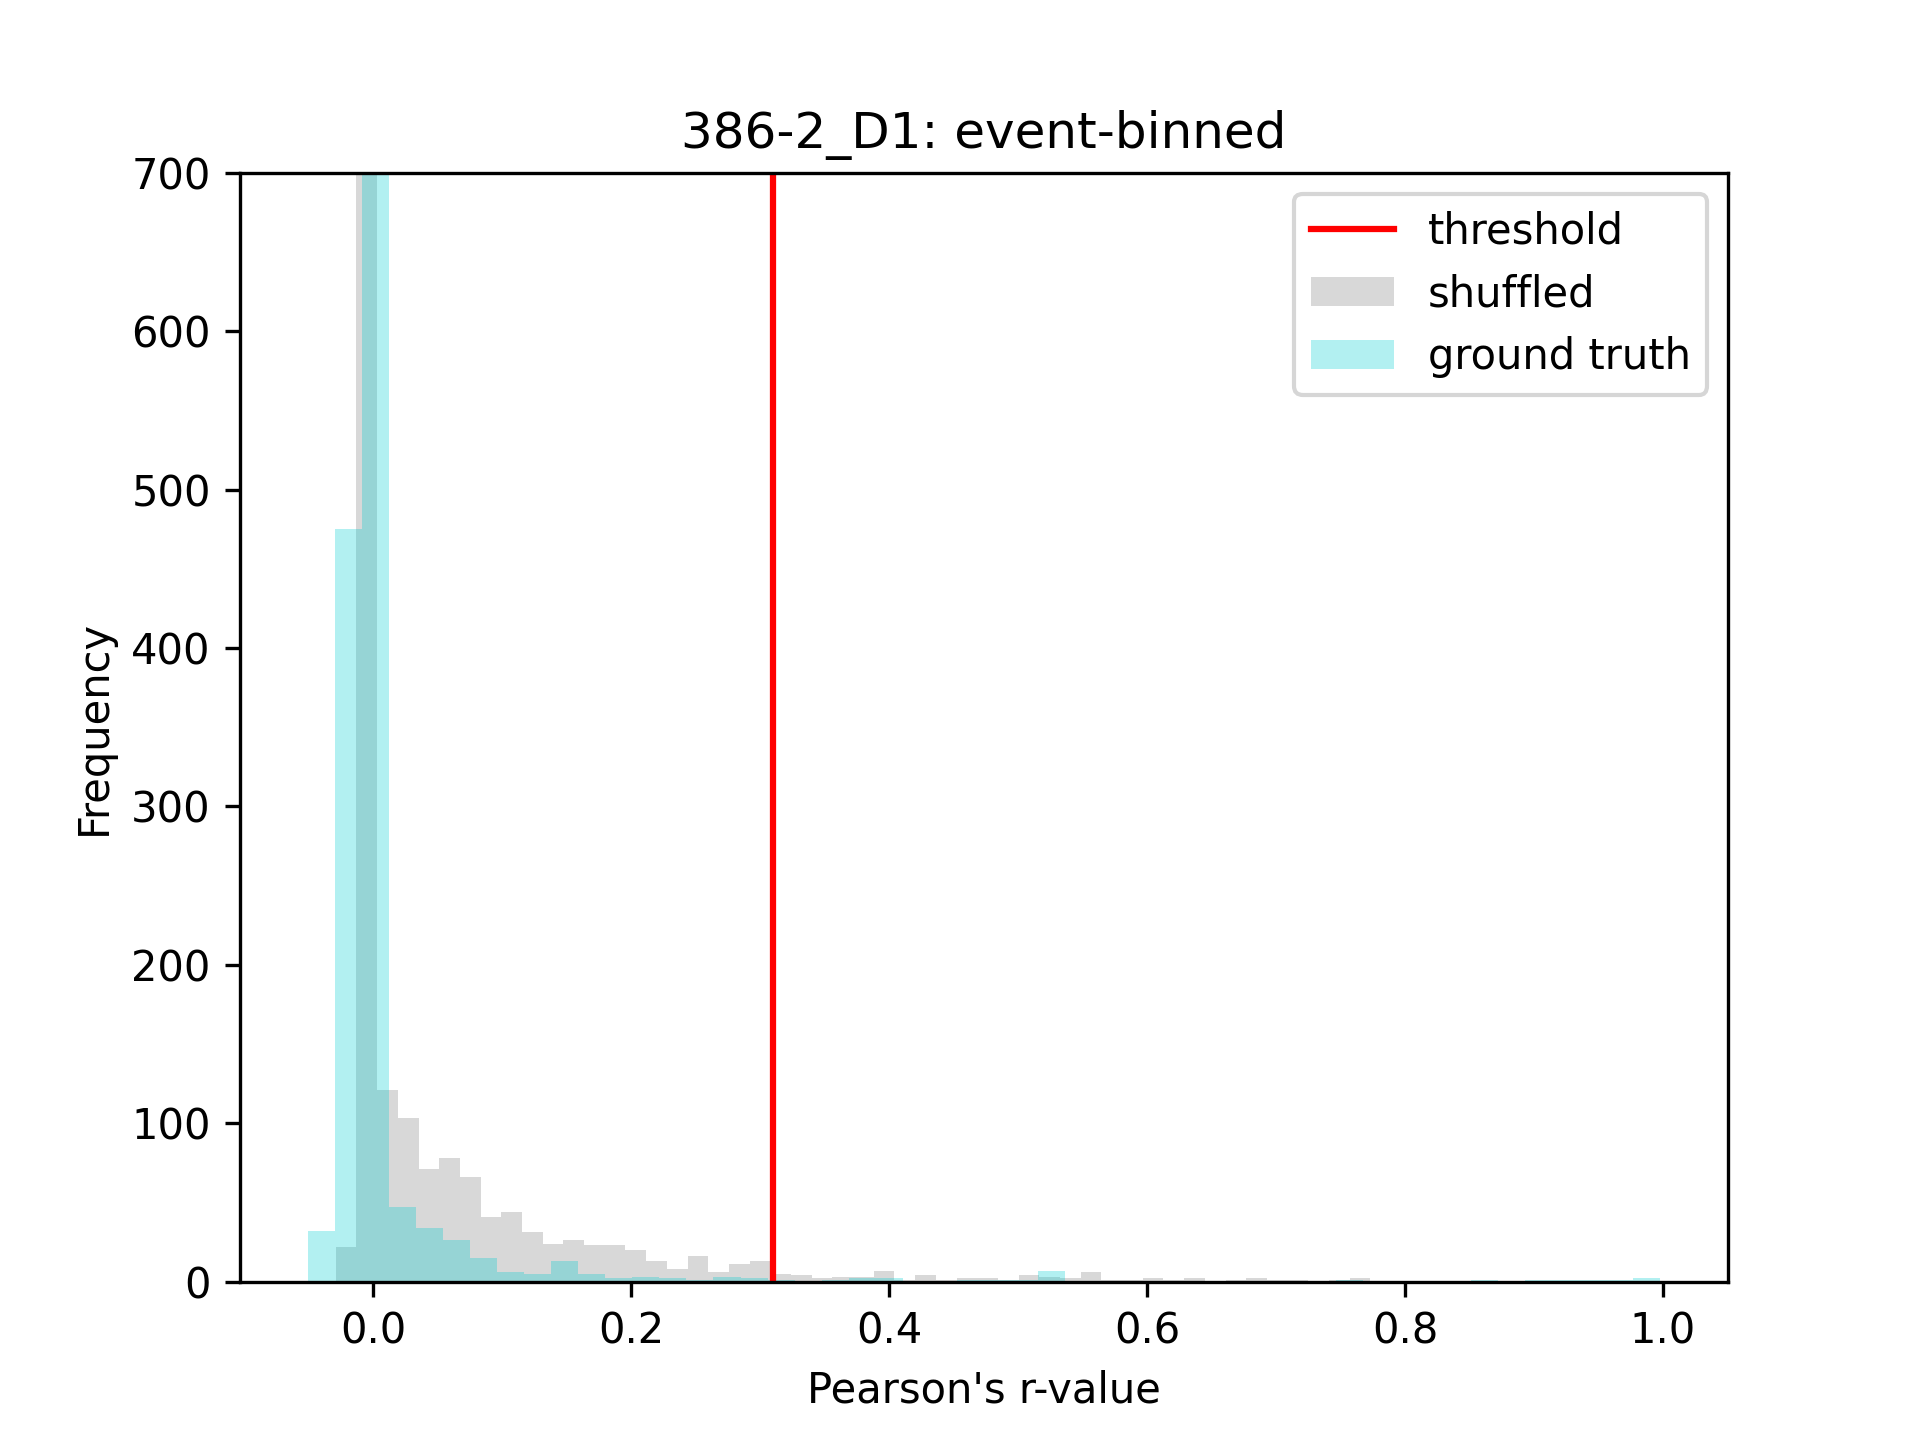 386-2_D1: event-binned
700
600
500
400
300
200
100
0
Frequency
threshold
shuffled
ground truth
0.0 0.2 0.4 0.6 0.8 1.0
Pearson's r-value